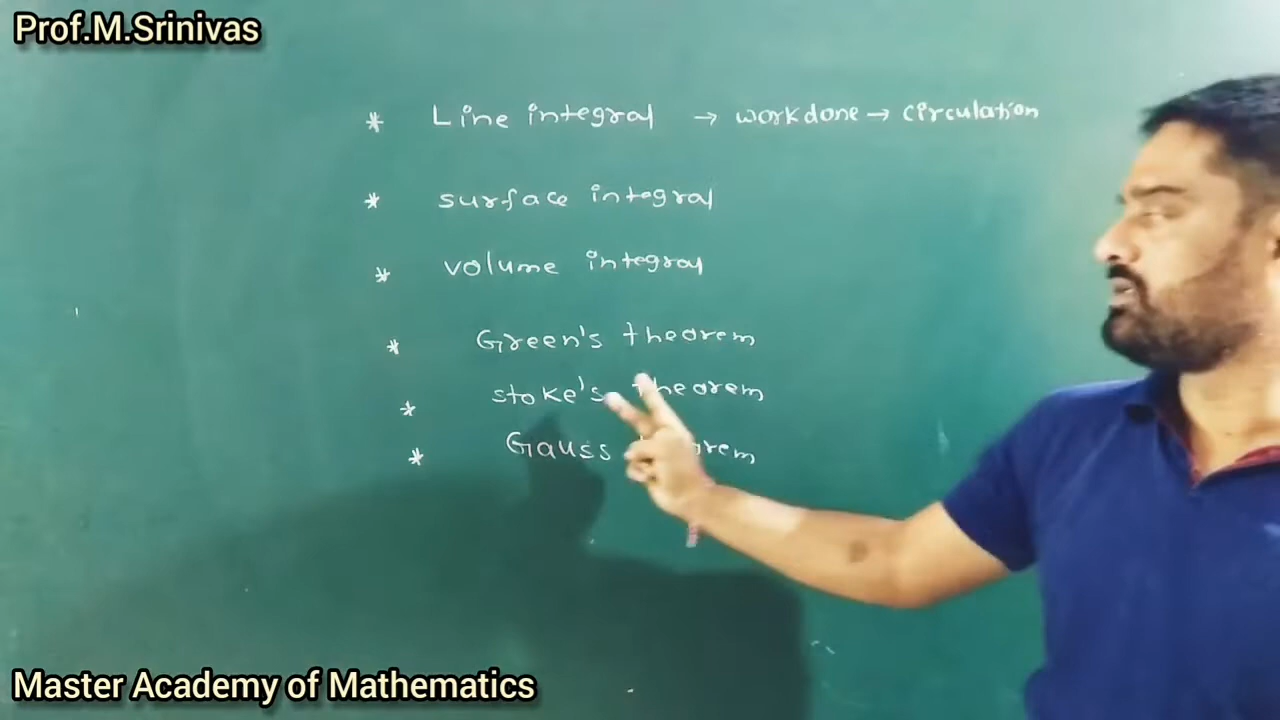 Prof.M.Srinivas
* Line integral → workdone → circulation
* surface integral
* volume integral
* Green's theorem
* stoke's theorem
* Gauss
Master Academy of Mathematics